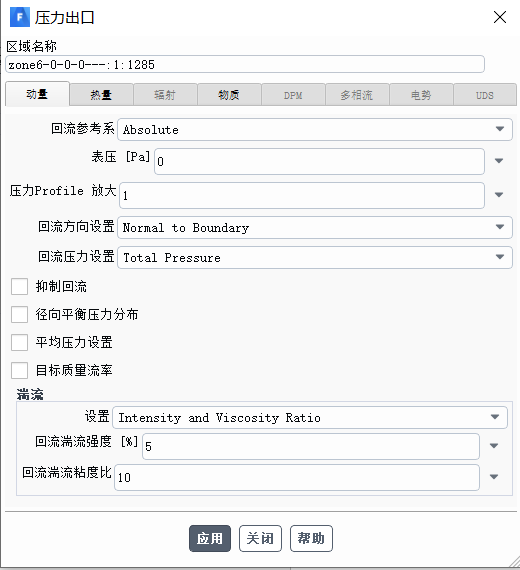 压力出口
区域名称
zone6-0-0-0---:1:1285
动量 热量 辐射 物质 DPM 多相流 电势 UDS
回流参考系 Absolute
表压 [Pa] 0
压力Profile 放大 1
回流方向设置 Normal to Boundary
回流压力设置 Total Pressure
抑制回流
径向平衡压力分布
平均压力设置
目标质量流率
湍流
设置 Intensity and Viscosity Ratio
回流湍流强度 [%] 5
回流湍流粘度比 10
应用 关闭 帮助